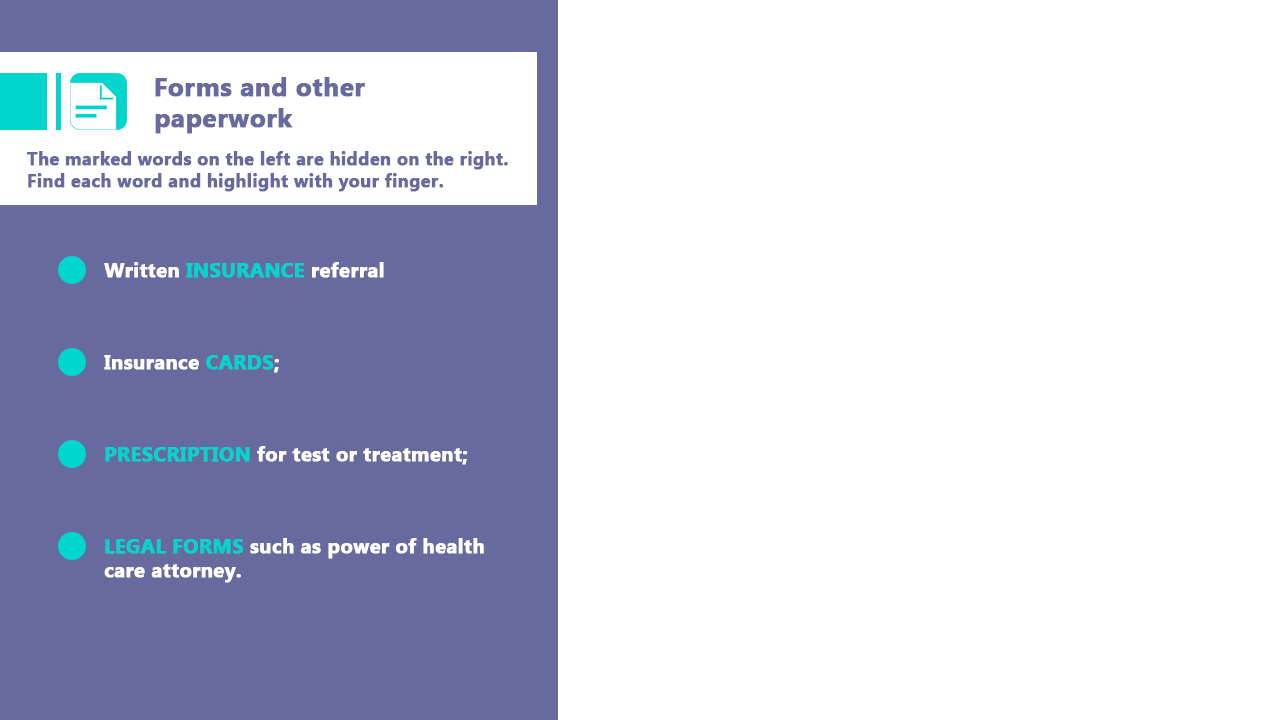 Forms and other
paperwork
The marked words on the left are hidden on the right.
Find each word and highlight with your finger.
Written INSURANCE referral
Insurance CARDS;
PRESCRIPTION for test or treatment;
LEGAL FORMS such as power of health
care attorney.